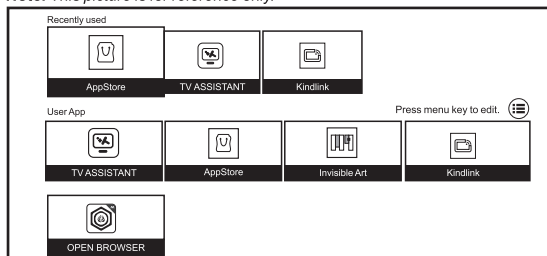 Note: This picture is for reference only.
Recently used
AppStore
TV ASSISTANT
Kindlink
User App
Press menu key to edit.
TV ASSISTANT
AppStore
Invisible Art
Kindlink
OPEN BROWSER